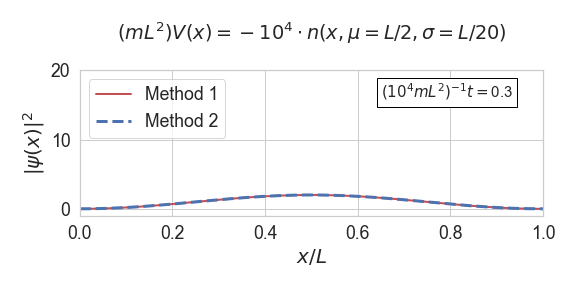 (mL²)V(x) = −10⁴ · n(x, μ = L/2, σ = L/20)
20
10
0
|ψ(x)|²
Method 1
Method 2
(10⁴mL²)⁻¹t = 0.3
0.0 0.2 0.4 0.6 0.8 1.0
x/L